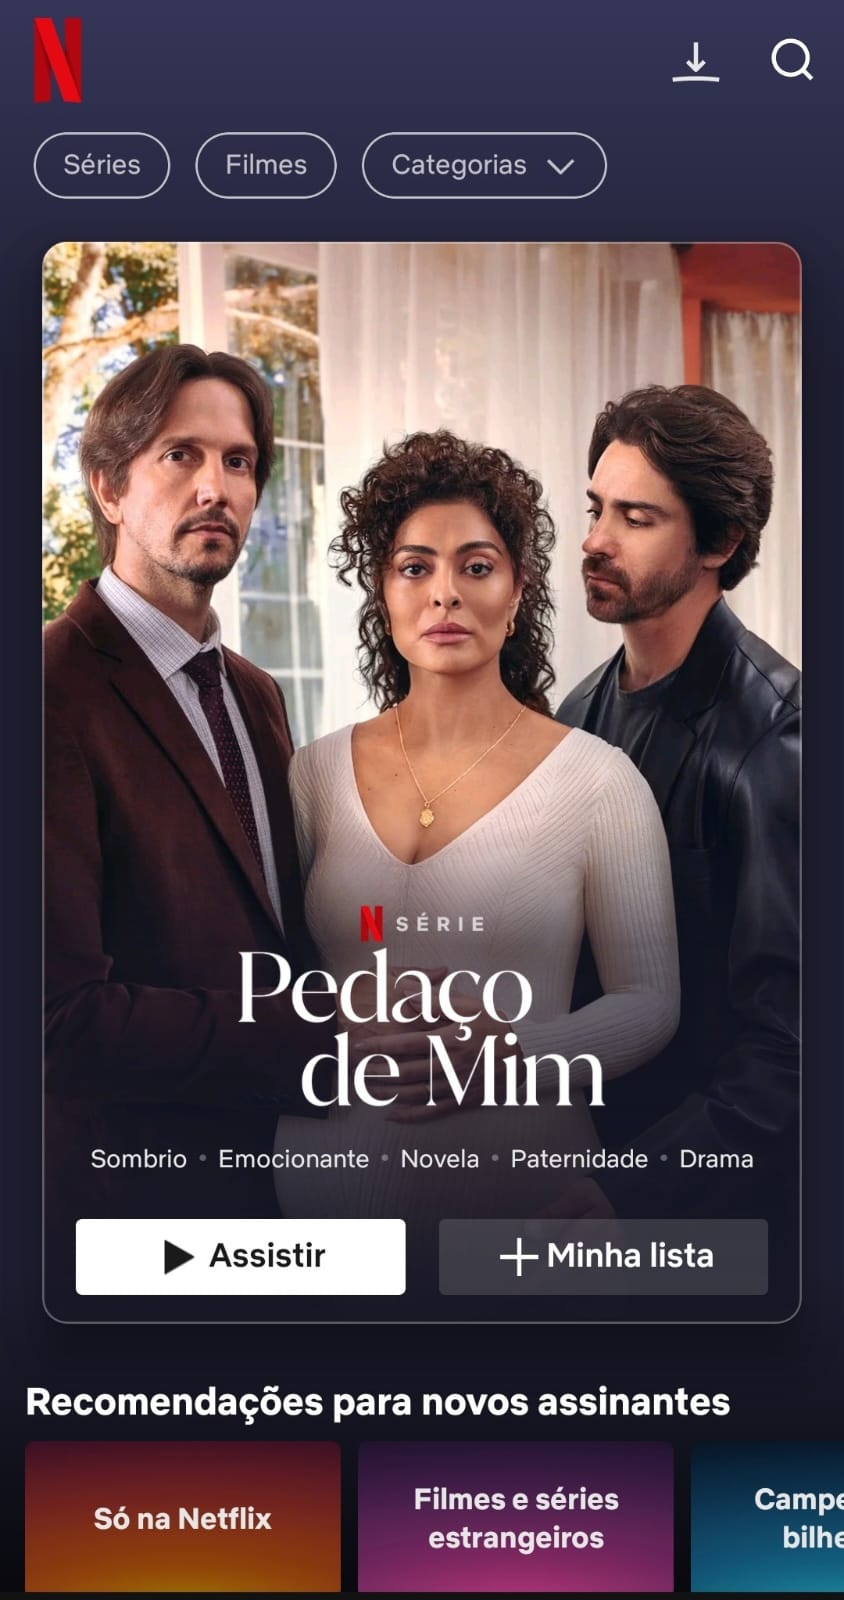 N
Séries Filmes Categorias
N SÉRIE
Pedaço
de Mim
Sombrio • Emocionante • Novela • Paternidade • Drama
Assistir Minha lista
Recomendações para novos assinantes
Só na Netflix
Filmes e séries
estrangeiros